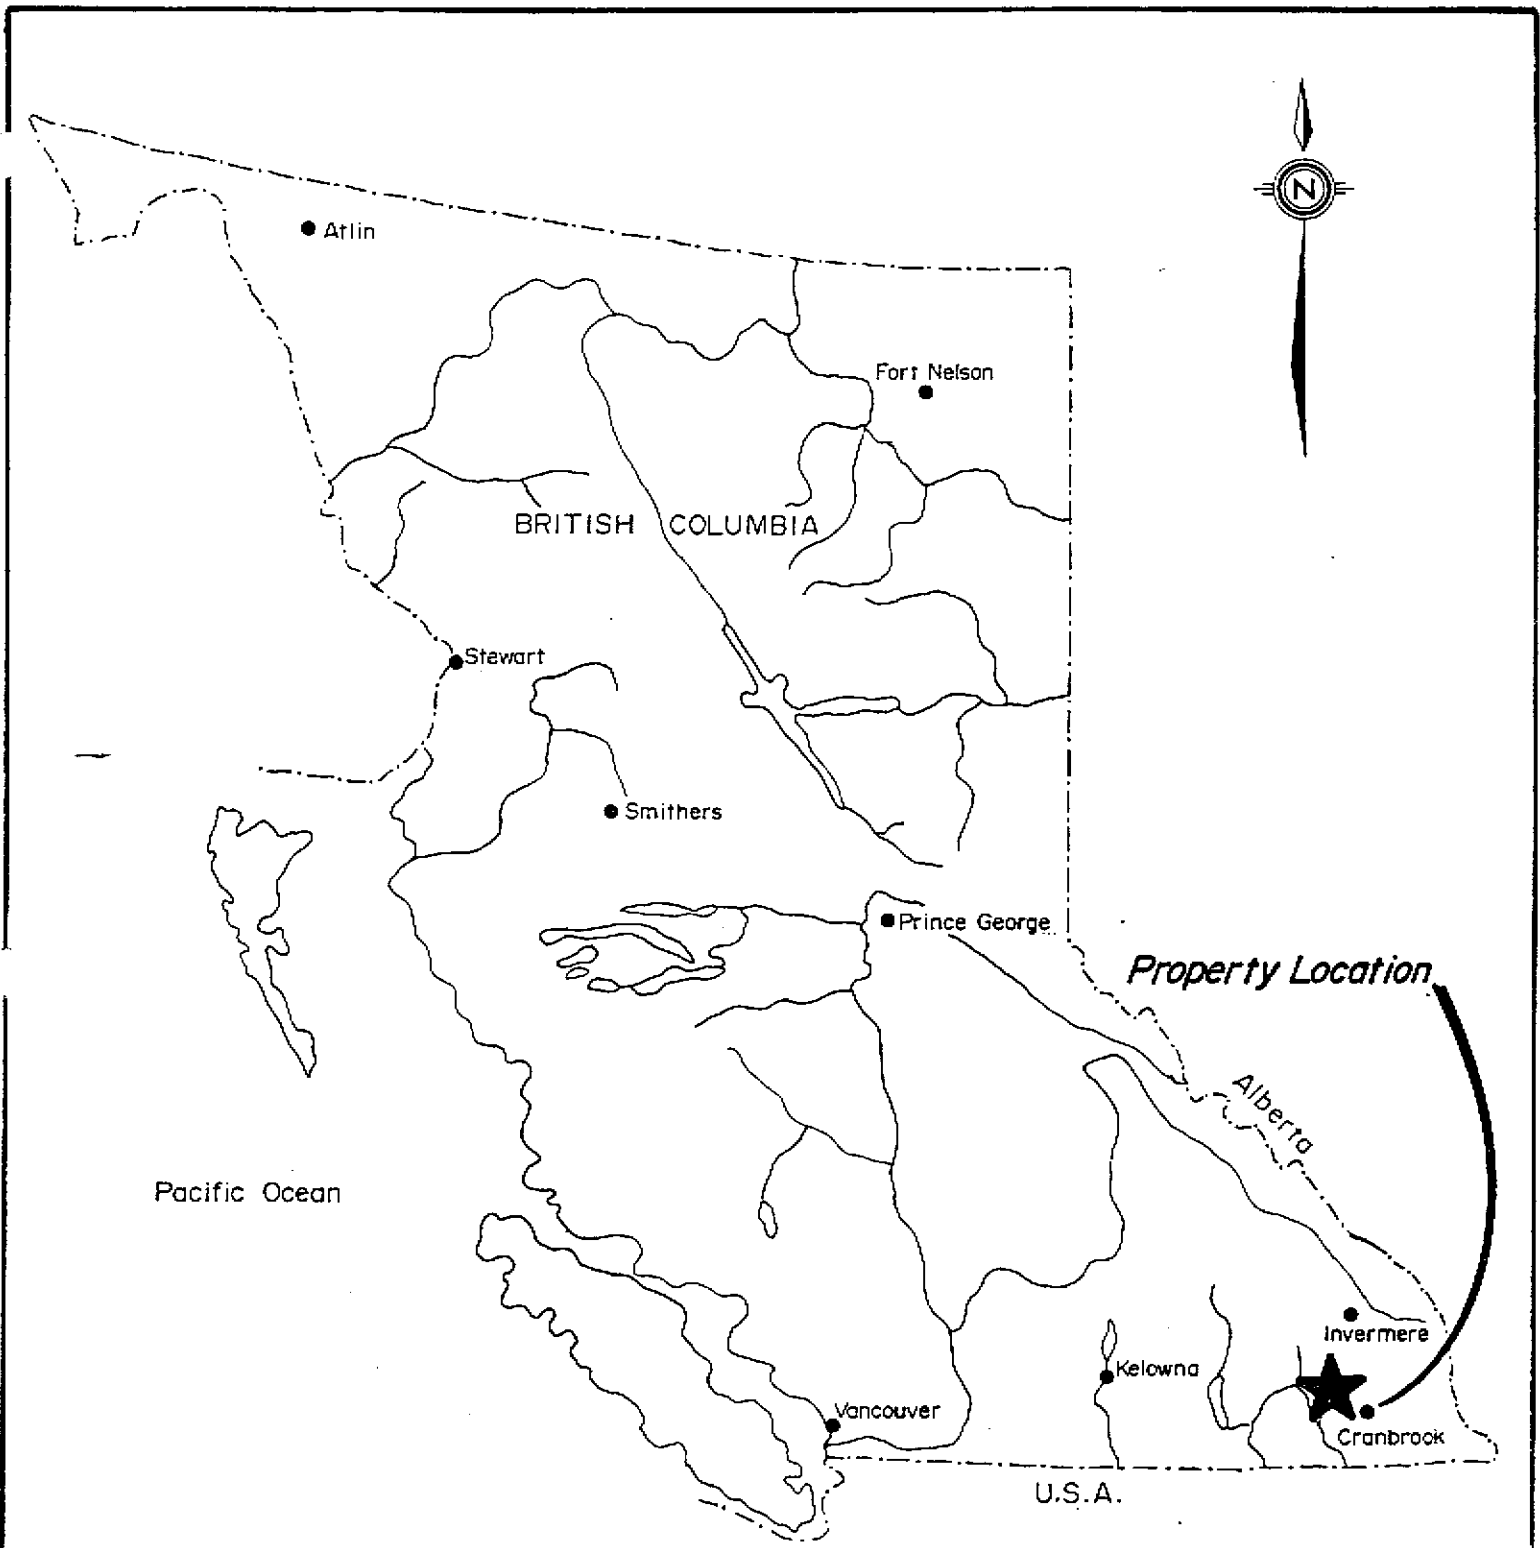 N
Atlin
Fort Nelson
BRITISH COLUMBIA
Stewart
Smithers
Prince George
Property Location
Alberta
Pacific Ocean
Invermere
Kelowna
Vancouver
Cranbrook
U.S.A.